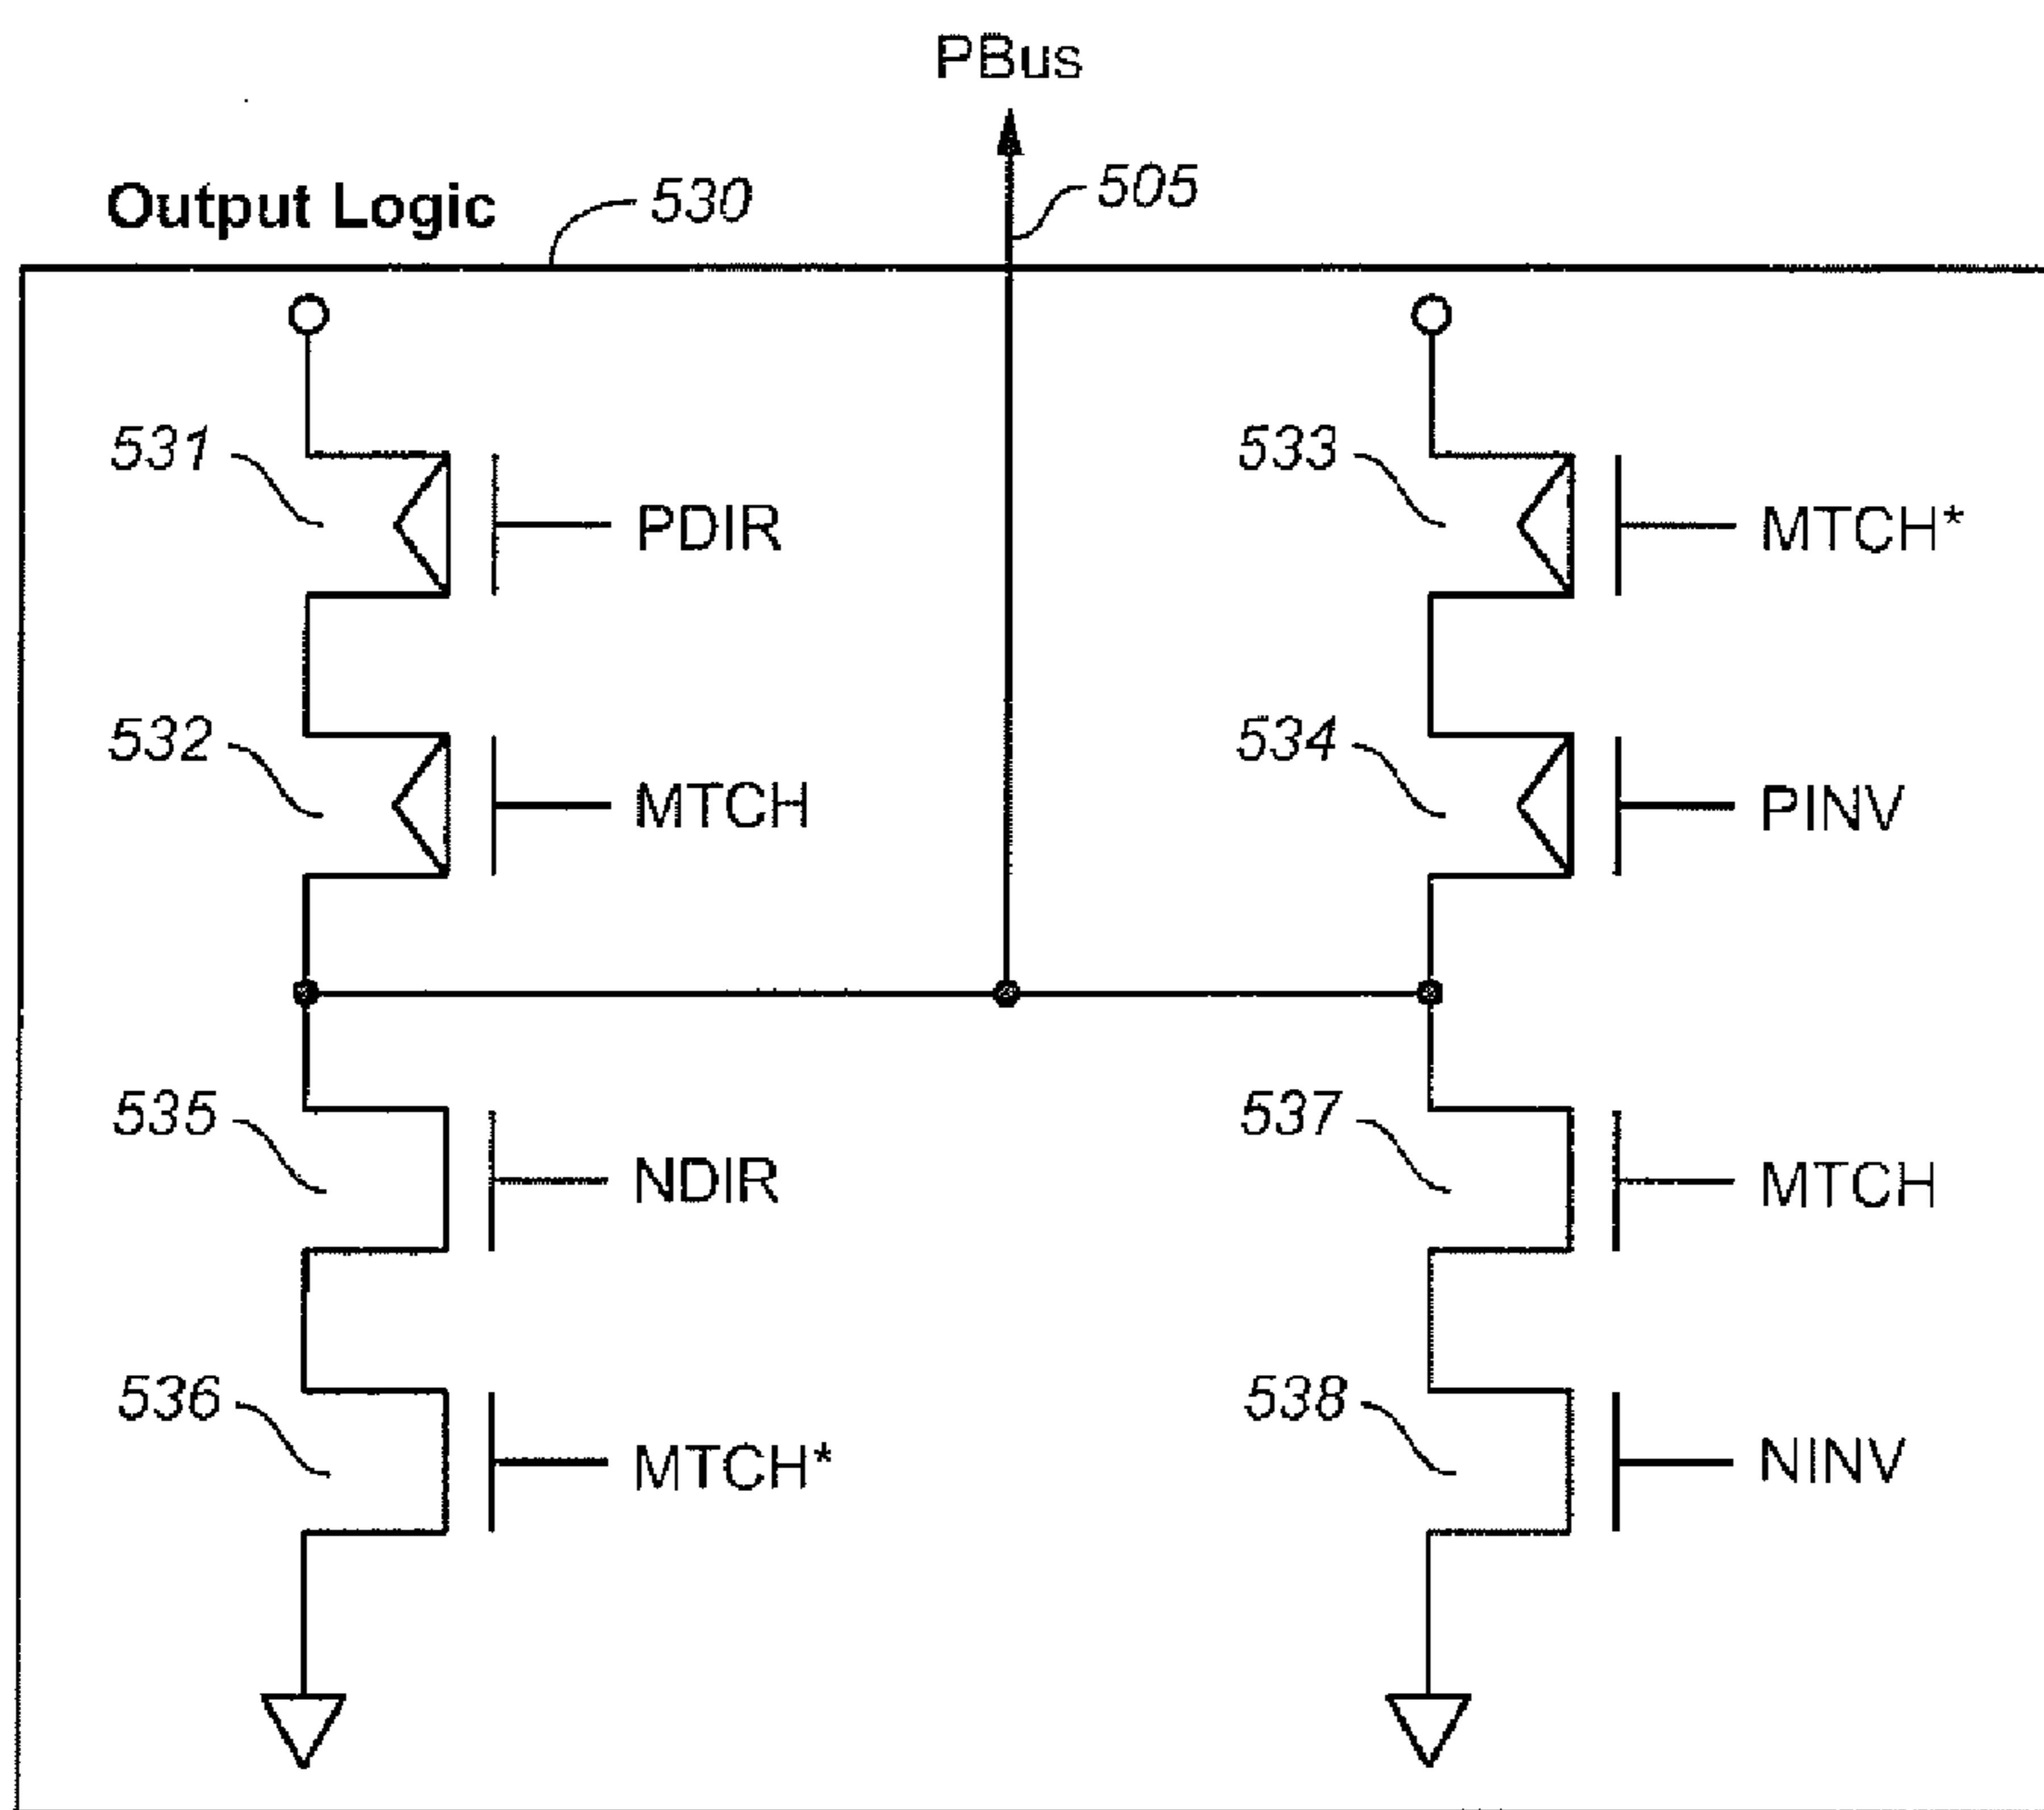 PBus
Output Logic 530 505
531 PDIR 533 MTCH*
532 MTCH 534 PINV
535 NDIR 537 MTCH
536 MTCH* 538 NINV